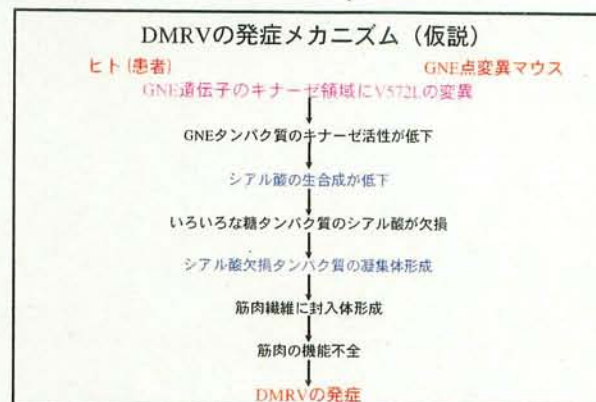 DMRVの発症メカニズム（仮説）
ヒト (患者) GNE点変異マウス
GNE遺伝子のキナーゼ領域にV572Lの変異
GNEタンパク質のキナーゼ活性が低下
シアル酸の生合成が低下
いろいろな糖タンパク質のシアル酸が欠損
シアル酸欠損タンパク質の凝集体形成
筋肉繊維に封入体形成
筋肉の機能不全
DMRVの発症